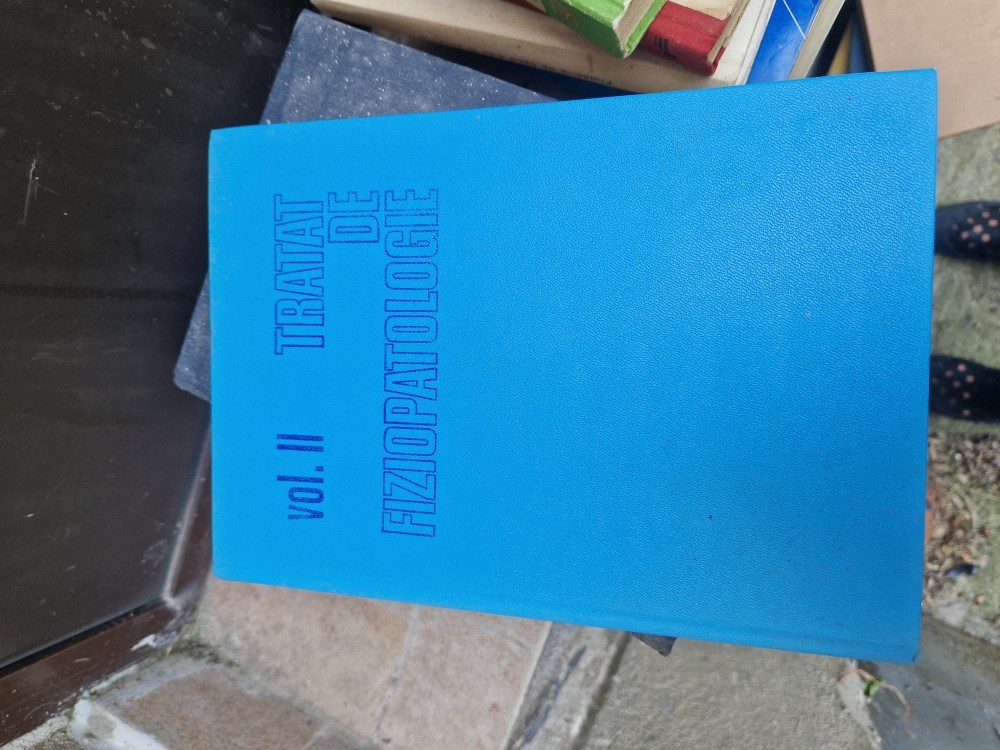 vol. II TRATAT
DE
FIZIOPATOLOGIE